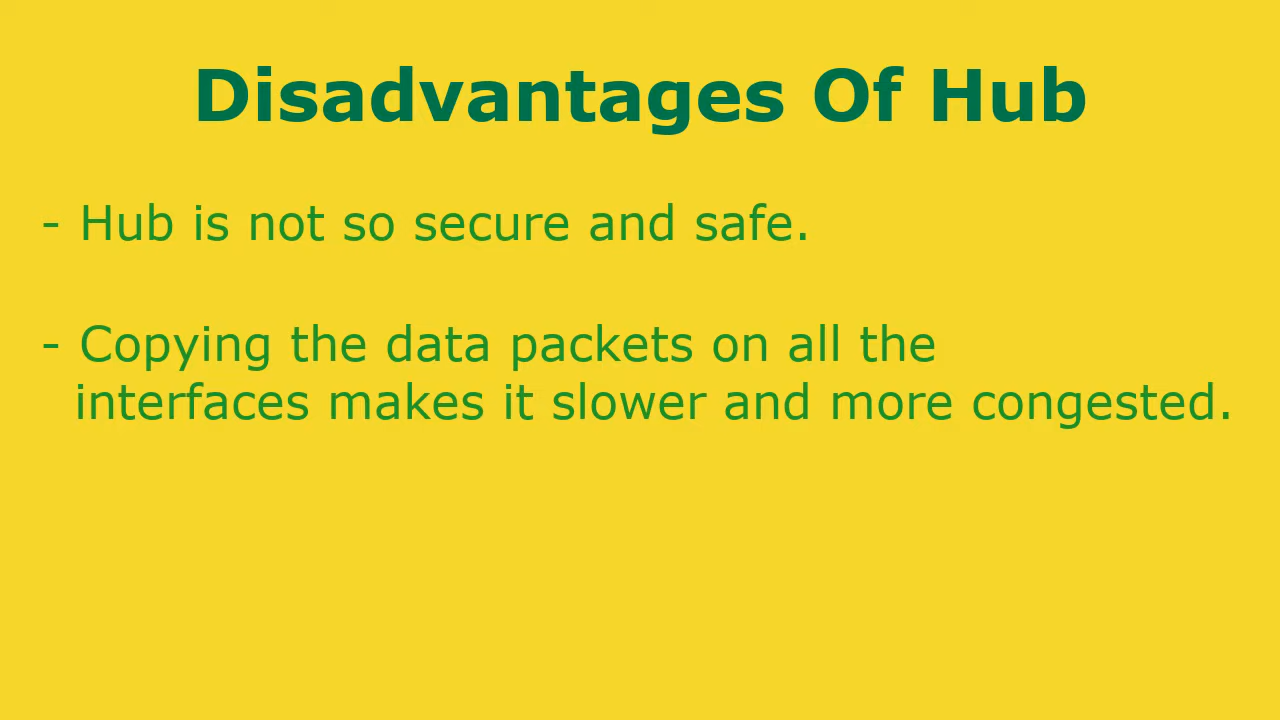 Disadvantages Of Hub
- Hub is not so secure and safe.
- Copying the data packets on all the
interfaces makes it slower and more congested.